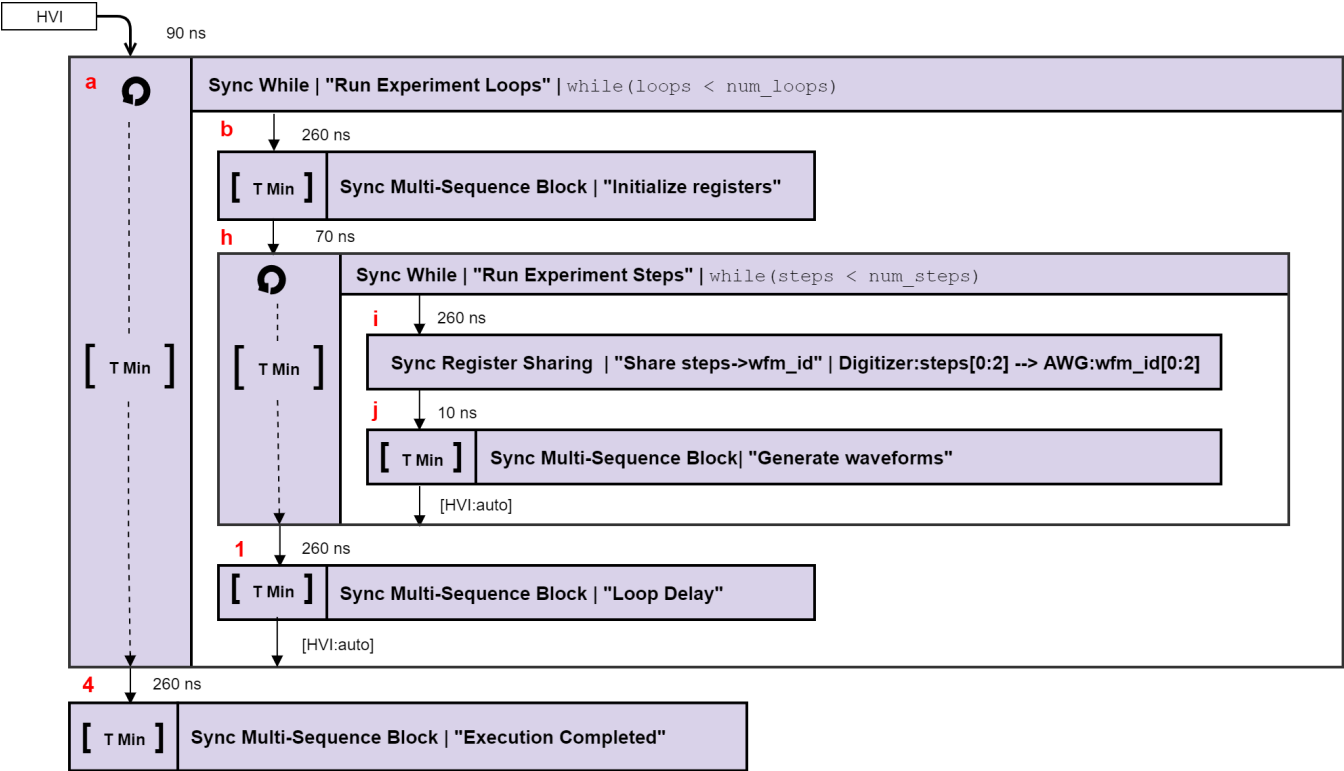 HVI
90 ns
a
Sync While | "Run Experiment Loops" | while(loops < num_loops)
b
260 ns
[ T Min ] Sync Multi-Sequence Block | "Initialize registers"
h
70 ns
Sync While | "Run Experiment Steps" | while(steps < num_steps)
i
260 ns
[ T Min ]
[ T Min ]
Sync Register Sharing | "Share steps->wfm_id" | Digitizer:steps[0:2] --> AWG:wfm_id[0:2]
j
10 ns
[ T Min ] Sync Multi-Sequence Block| "Generate waveforms"
[HVI:auto]
1
260 ns
[ T Min ] Sync Multi-Sequence Block | "Loop Delay"
[HVI:auto]
4
260 ns
[ T Min ] Sync Multi-Sequence Block | "Execution Completed"